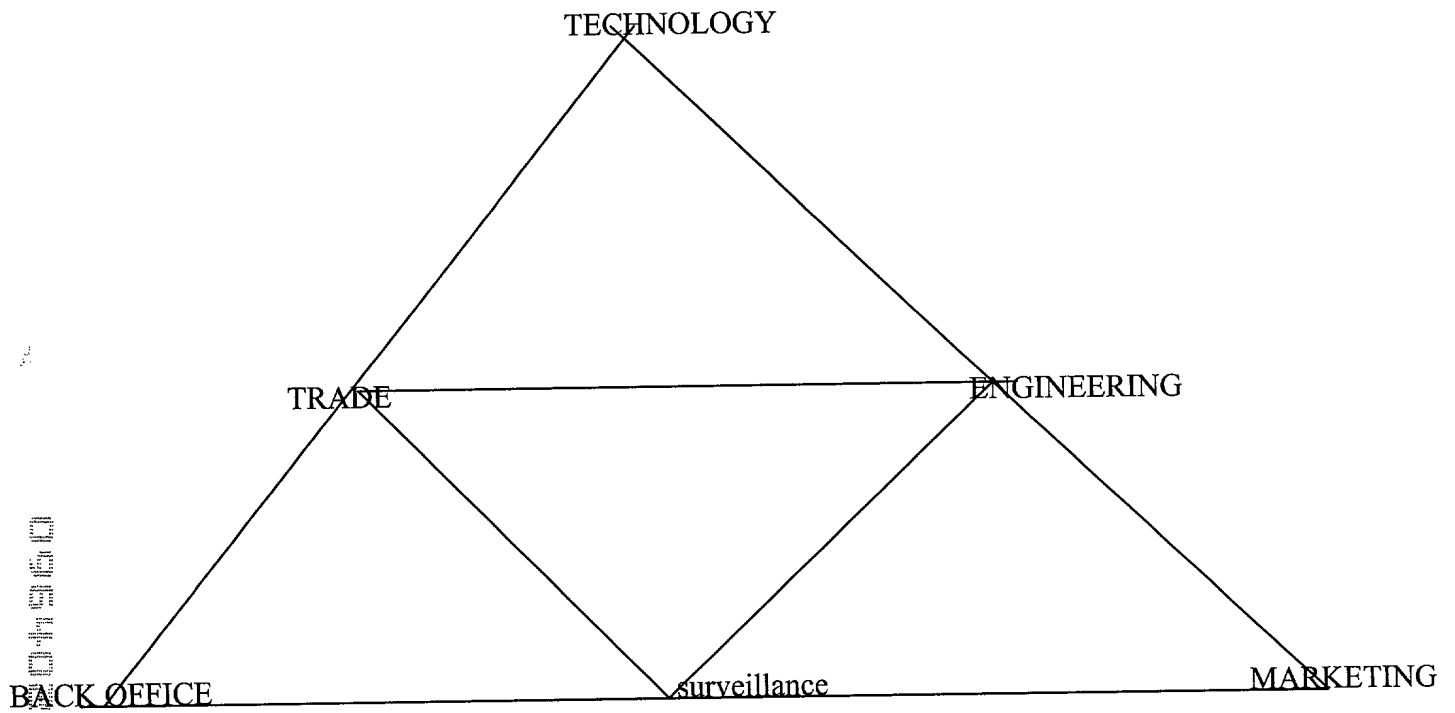 TECHNOLOGY
TRADE
ENGINEERING
BACK OFFICE
surveillance
MARKETING